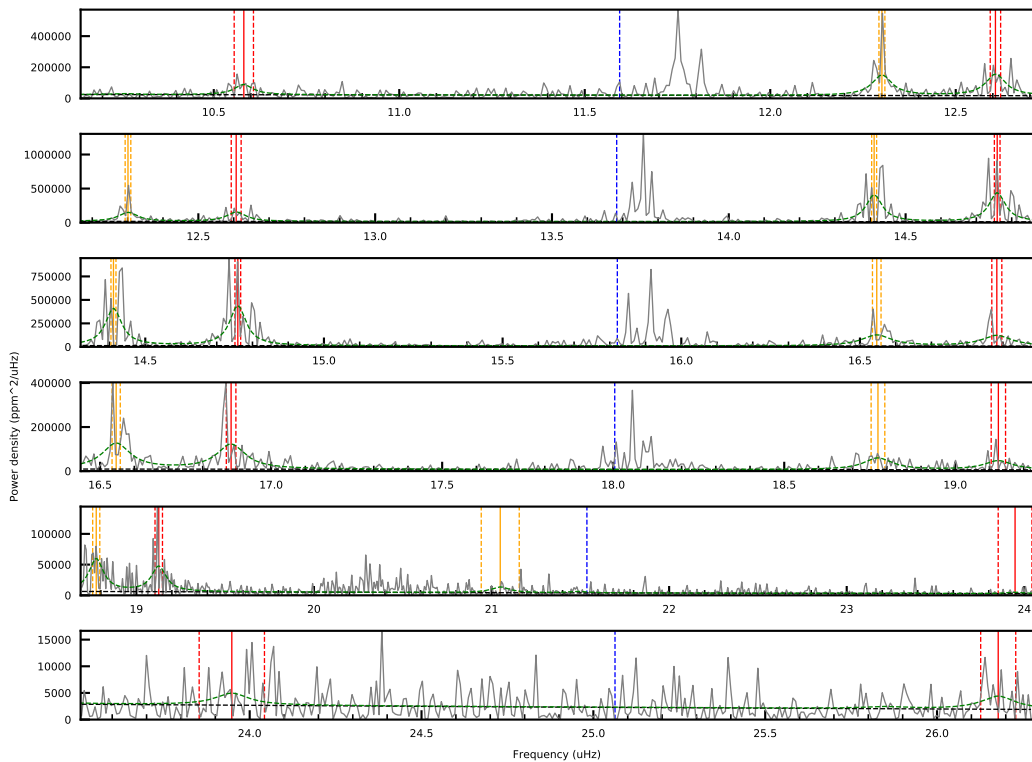 400000
200000
0
10.5 11.0 11.5 12.0 12.5
1000000
500000
0
12.5 13.0 13.5 14.0 14.5
750000
500000
250000
0
14.5 15.0 15.5 16.0 16.5
400000
200000
0
16.5 17.0 17.5 18.0 18.5 19.0
100000
50000
0
19 20 21 22 23 24
15000
10000
5000
0
24.0 24.5 25.0 25.5 26.0
Power density (ppm^2/uHz)
Frequency (uHz)